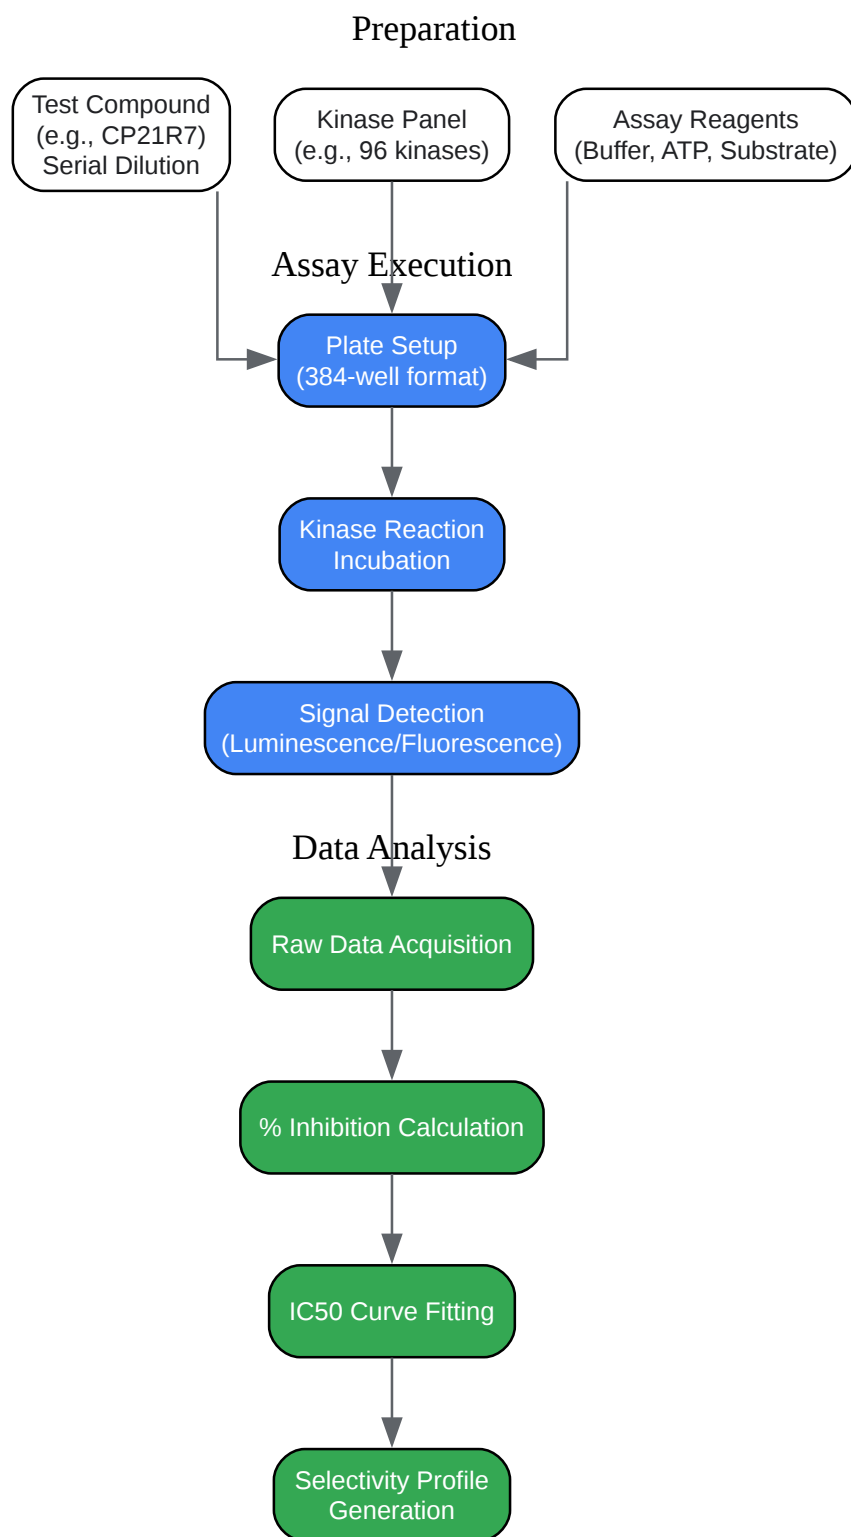 Preparation
Test Compound
(e.g., CP21R7)
Serial Dilution
Kinase Panel
(e.g., 96 kinases)
Assay Reagents
(Buffer, ATP, Substrate)
Assay Execution
Plate Setup
(384-well format)
Kinase Reaction
Incubation
Signal Detection
(Luminescence/Fluorescence)
Data Analysis
Raw Data Acquisition
% Inhibition Calculation
IC50 Curve Fitting
Selectivity Profile
Generation